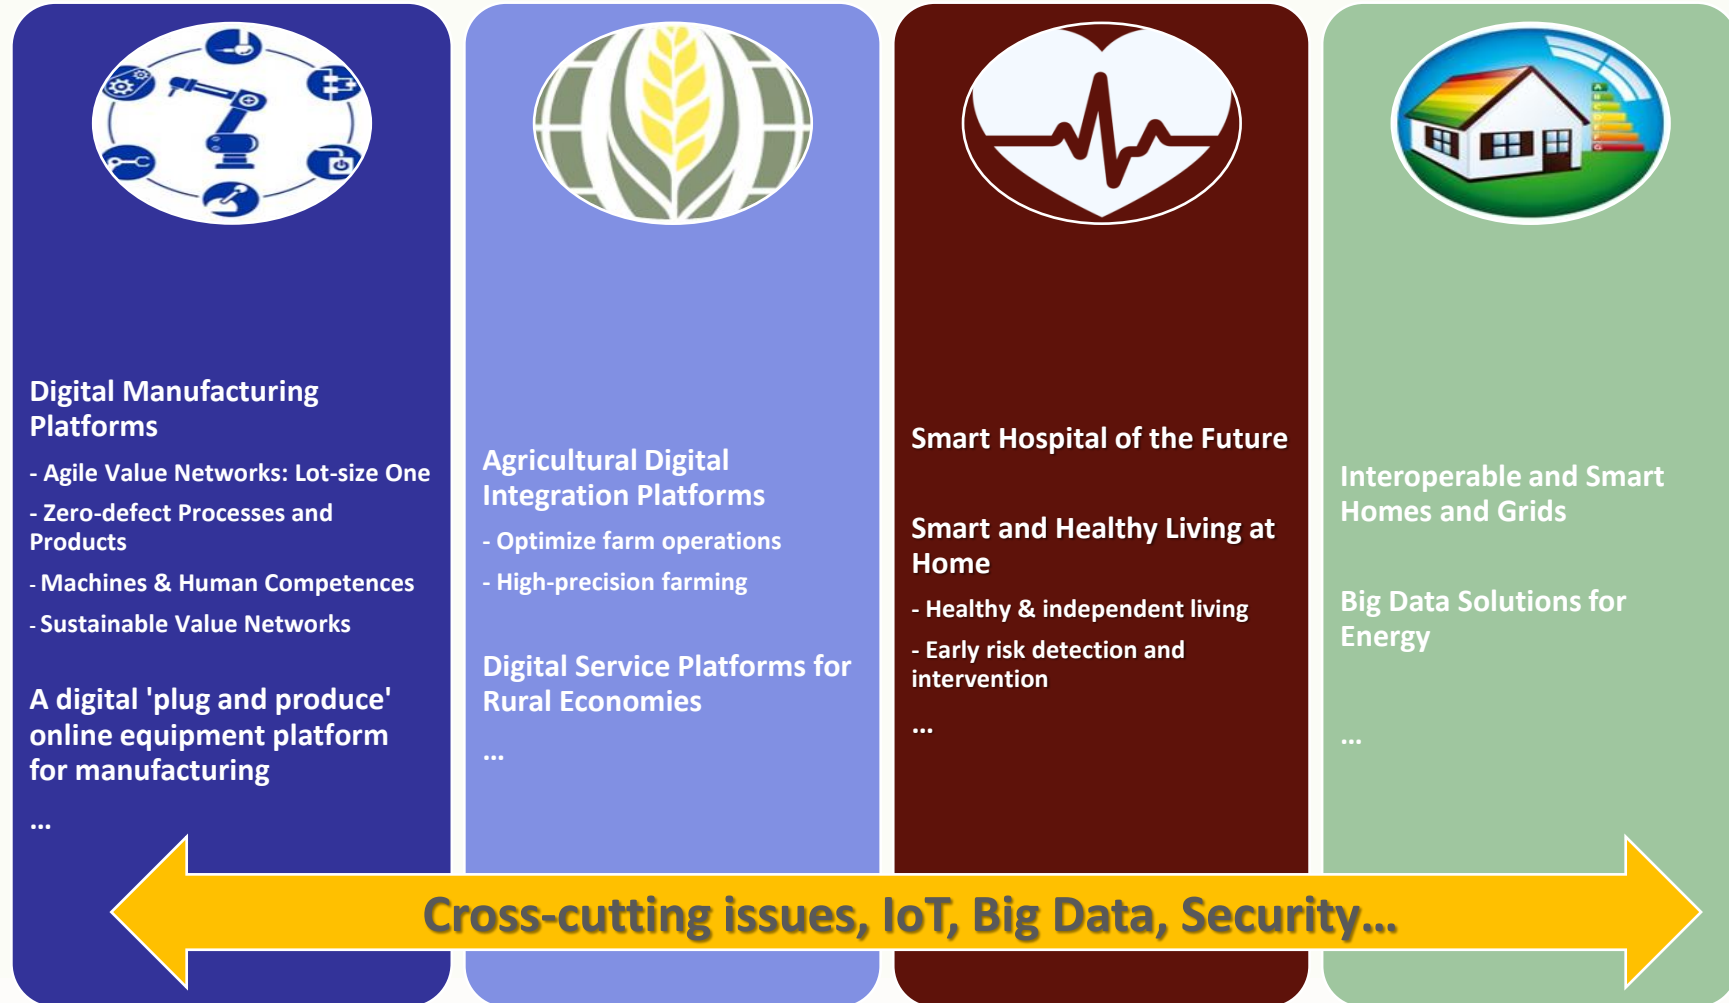 Digital Manufacturing
Platforms
- Agile Value Networks: Lot-size One
- Zero-defect Processes and
Products
- Machines & Human Competences
- Sustainable Value Networks
A digital 'plug and produce'
online equipment platform
for manufacturing
...
Agricultural Digital
Integration Platforms
- Optimize farm operations
- High-precision farming
Digital Service Platforms for
Rural Economies
...
Smart Hospital of the Future
Smart and Healthy Living at
Home
- Healthy & independent living
- Early risk detection and
intervention
...
Interoperable and Smart
Homes and Grids
Big Data Solutions for
Energy
...
Cross-cutting issues, IoT, Big Data, Security...